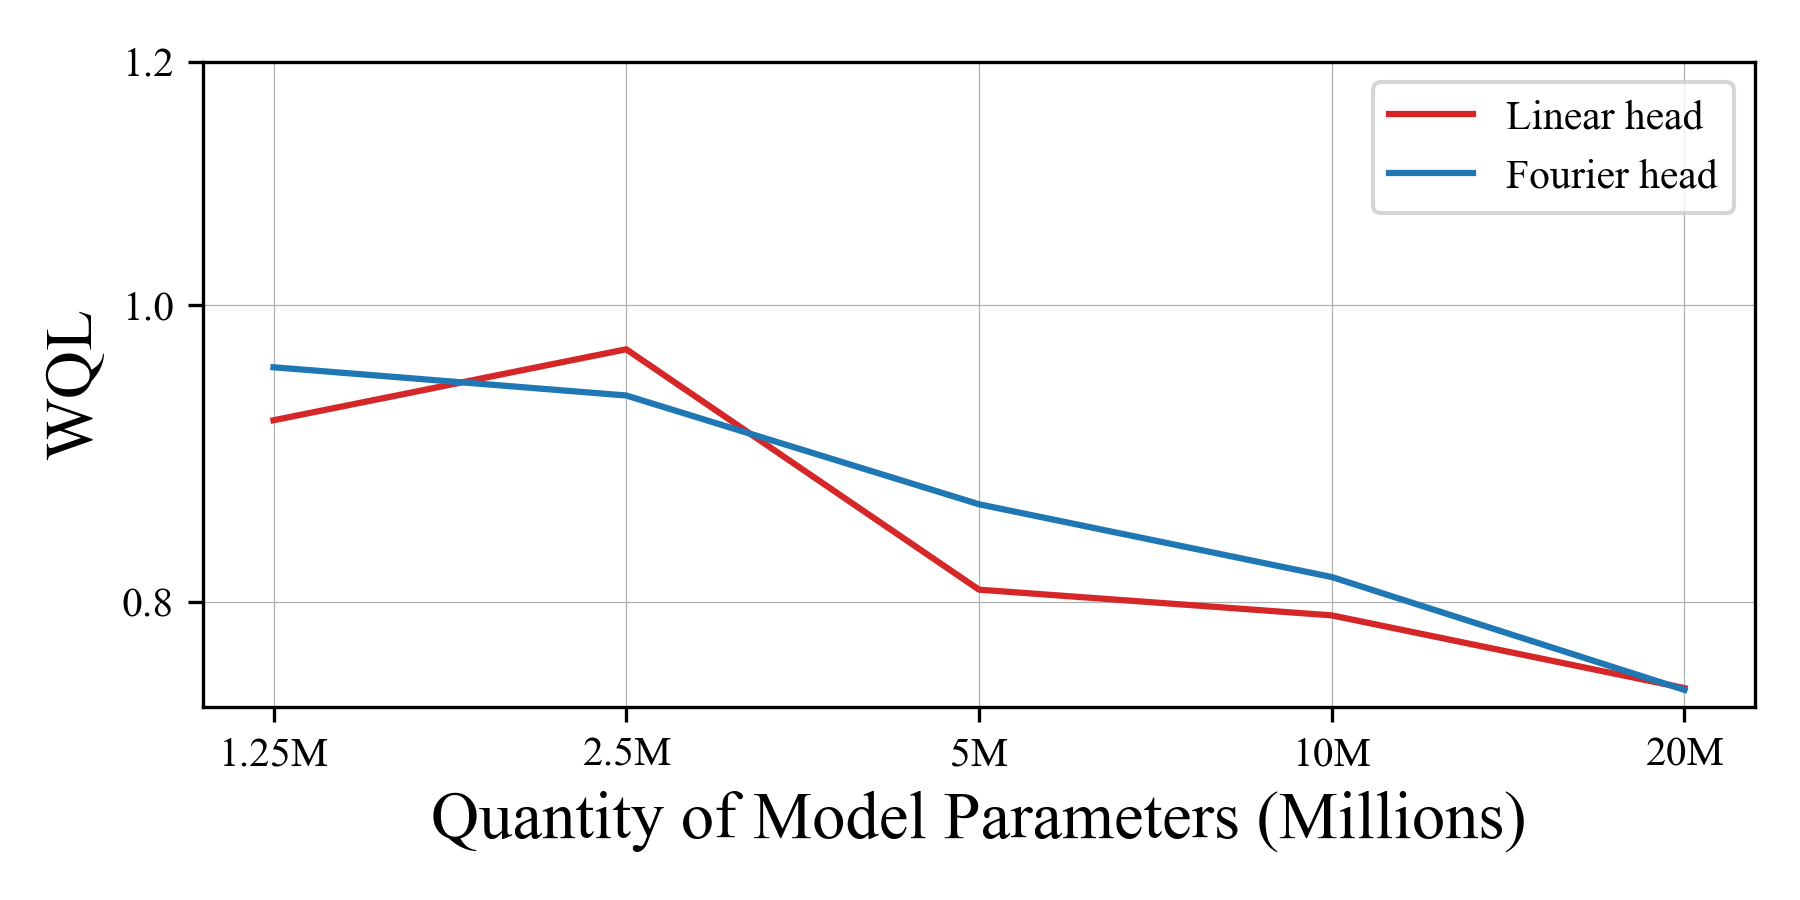 1.2
1.0
0.8
WQL
Linear head
Fourier head
1.25M 2.5M 5M 10M 20M
Quantity of Model Parameters (Millions)